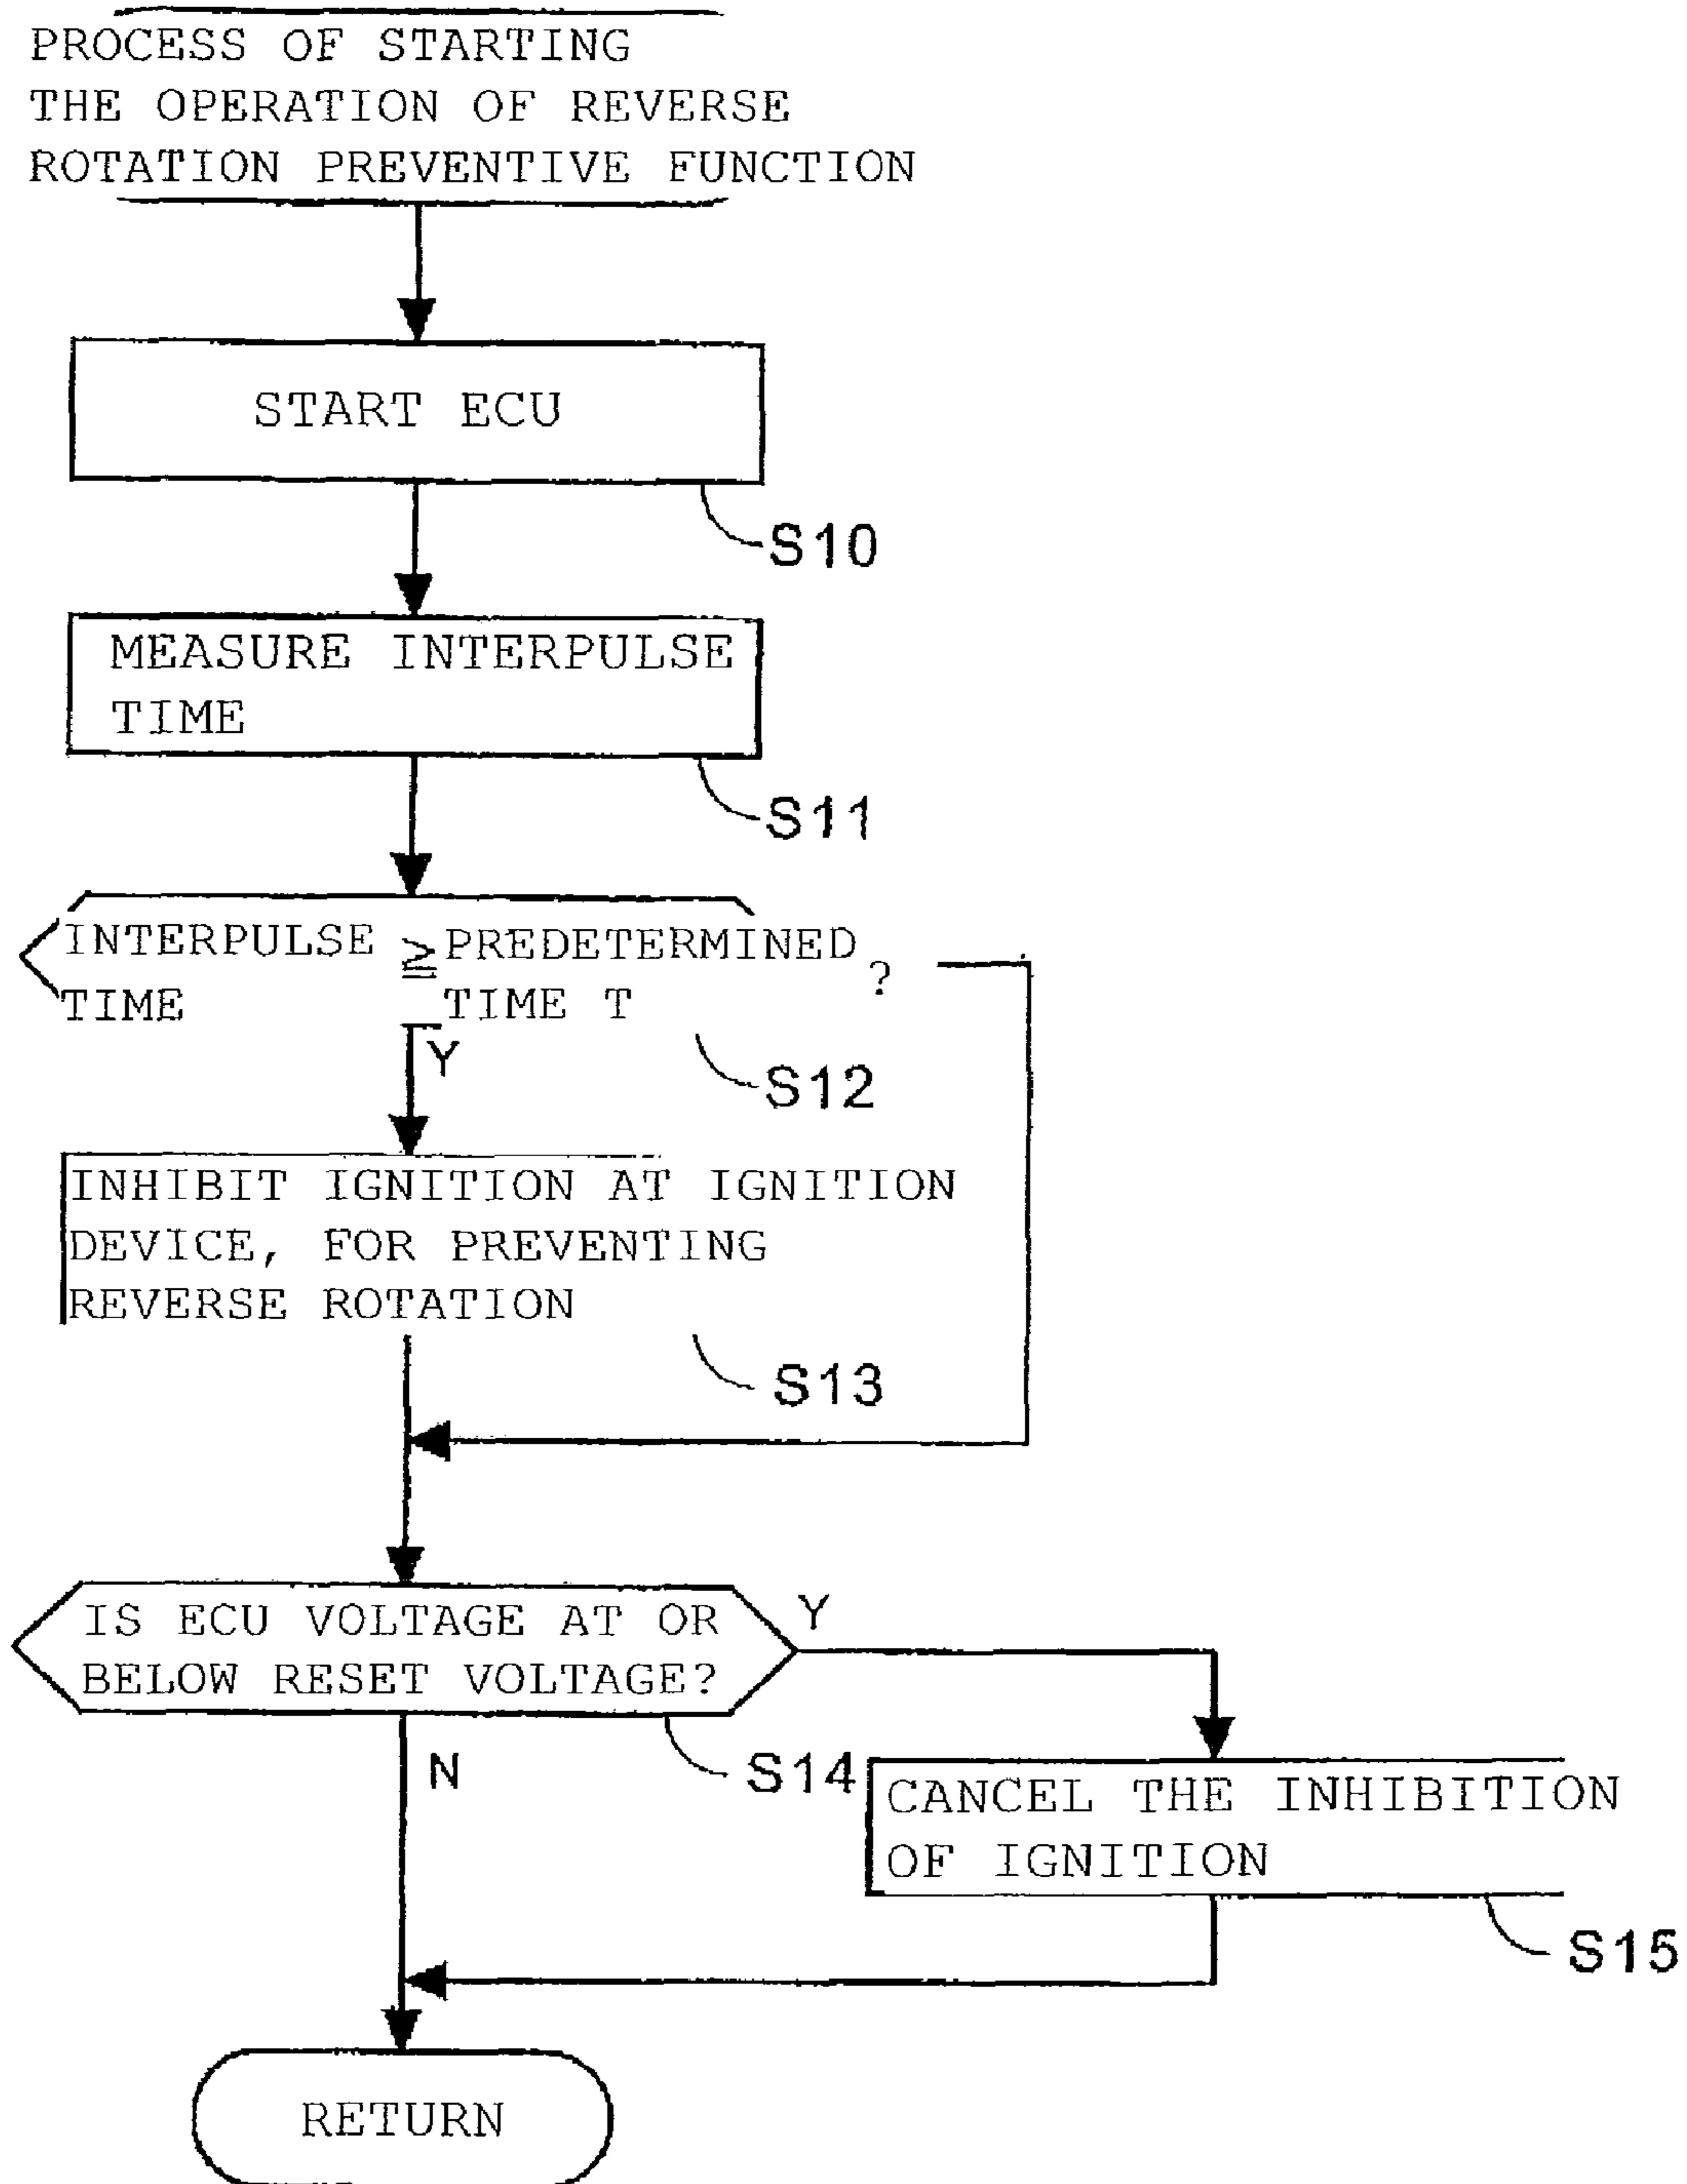 PROCESS OF STARTING
THE OPERATION OF REVERSE
ROTATION PREVENTIVE FUNCTION
START ECU
S10
MEASURE INTERPULSE
TIME
S11
INTERPULSE ≧ PREDETERMINED ?
TIME TIME T
Y
S12
INHIBIT IGNITION AT IGNITION
DEVICE, FOR PREVENTING
REVERSE ROTATION
S13
IS ECU VOLTAGE AT OR
BELOW RESET VOLTAGE?
Y
N
S14
CANCEL THE INHIBITION
OF IGNITION
S15
RETURN